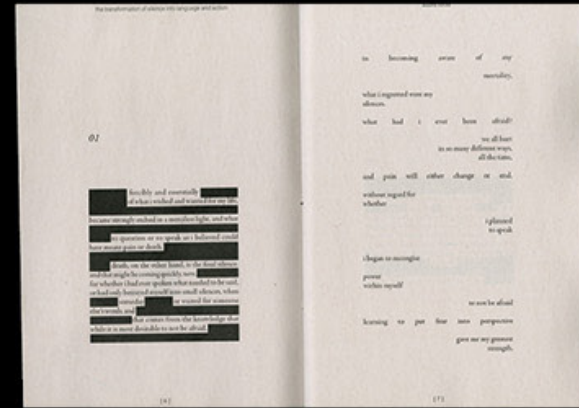 the transformation of silence into language and action
01
forcibly and essentially
of what i wished and wanted for my life,
became strongly etched in a merciless light, and what
to question or to speak as i believed could
have meant pain or death.
death, on the other hand, is the final silence.
and that might be coming quickly, now,
for whether i had ever spoken what needed to be said,
or had only betrayed myself into small silences, when
someday or waited for someone
else's words. and
that comes from the knowledge that
while it is most desirable to not be afraid,
[6]
in becoming aware of my
mortality,
what i regretted were my
silences.
what had i ever been afraid?
we all hurt
in so many different ways,
all the time,
and pain will either change or end.
without regard for
whether
i planned
to speak
i began to recognize
power
within myself
to not be afraid
learning to put fear into perspective
gave me my greatest
strength.
[7]